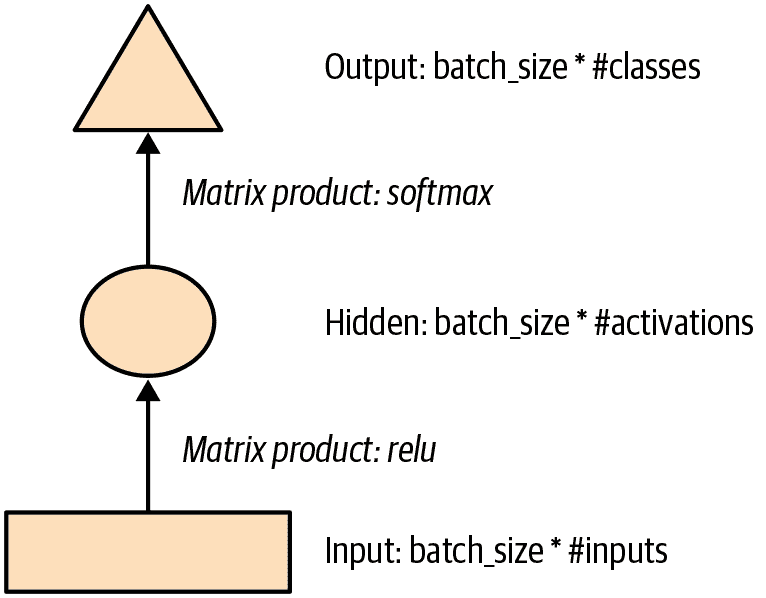 Output: batch_size * #classes
Matrix product: softmax
Hidden: batch_size * #activations
Matrix product: relu
Input: batch_size * #inputs